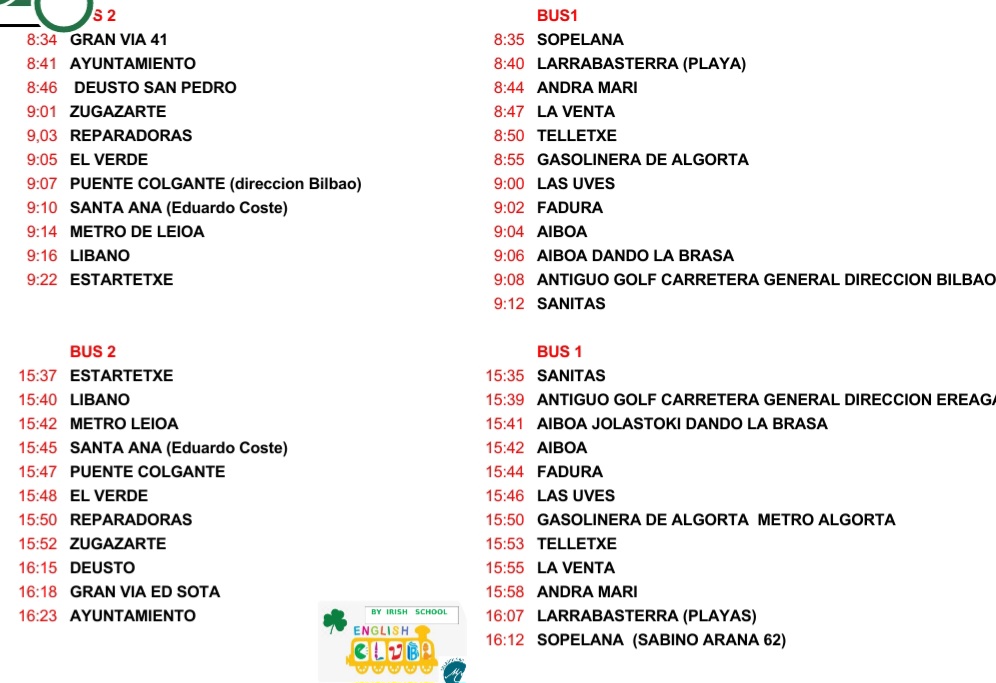 S 2
8:34 GRAN VIA 41
8:41 AYUNTAMIENTO
8:46 DEUSTO SAN PEDRO
9:01 ZUGAZARTE
9,03 REPARADORAS
9:05 EL VERDE
9:07 PUENTE COLGANTE (direccion Bilbao)
9:10 SANTA ANA (Eduardo Coste)
9:14 METRO DE LEIOA
9:16 LIBANO
9:22 ESTARTETXE
BUS1
8:35 SOPELANA
8:40 LARRABASTERRA (PLAYA)
8:44 ANDRA MARI
8:47 LA VENTA
8:50 TELLETXE
8:55 GASOLINERA DE ALGORTA
9:00 LAS UVES
9:02 FADURA
9:04 AIBOA
9:06 AIBOA DANDO LA BRASA
9:08 ANTIGUO GOLF CARRETERA GENERAL DIRECCION BILBAO
9:12 SANITAS
BUS 2
15:37 ESTARTETXE
15:40 LIBANO
15:42 METRO LEIOA
15:45 SANTA ANA (Eduardo Coste)
15:47 PUENTE COLGANTE
15:48 EL VERDE
15:50 REPARADORAS
15:52 ZUGAZARTE
16:15 DEUSTO
16:18 GRAN VIA ED SOTA
16:23 AYUNTAMIENTO
BUS 1
15:35 SANITAS
15:39 ANTIGUO GOLF CARRETERA GENERAL DIRECCION EREAGA
15:41 AIBOA JOLASTOKI DANDO LA BRASA
15:42 AIBOA
15:44 FADURA
15:46 LAS UVES
15:50 GASOLINERA DE ALGORTA METRO ALGORTA
15:53 TELLETXE
15:55 LA VENTA
15:58 ANDRA MARI
16:07 LARRABASTERRA (PLAYAS)
16:12 SOPELANA (SABINO ARANA 62)
BY IRISH SCHOOL
ENGLISH
CLUB